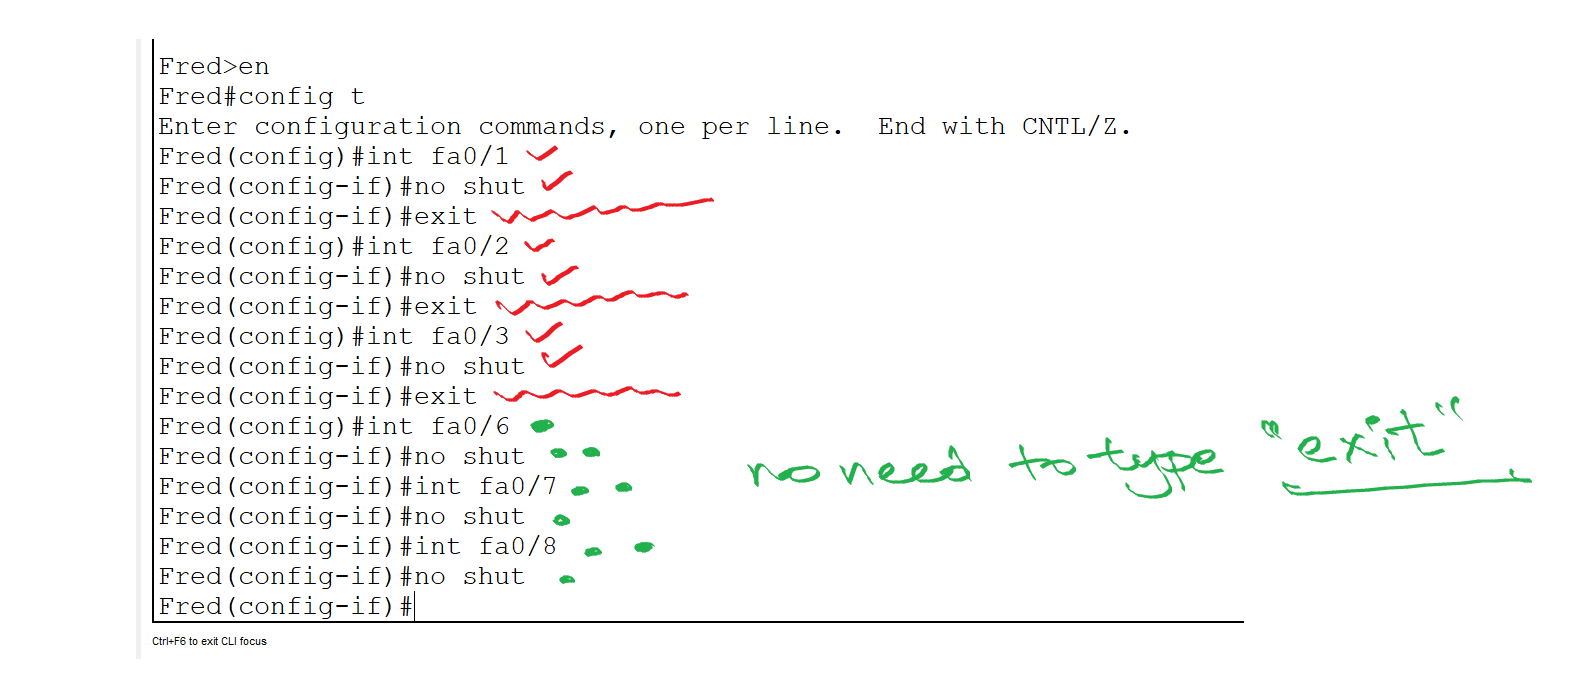 Fred>en
Fred#config t
Enter configuration commands, one per line.  End with CNTL/Z.
Fred(config)#int fa0/1
Fred(config-if)#no shut
Fred(config-if)#exit
Fred(config)#int fa0/2
Fred(config-if)#no shut
Fred(config-if)#exit
Fred(config)#int fa0/3
Fred(config-if)#no shut
Fred(config-if)#exit
Fred(config)#int fa0/6
Fred(config-if)#no shut
Fred(config-if)#int fa0/7
Fred(config-if)#no shut
Fred(config-if)#int fa0/8
Fred(config-if)#no shut
Fred(config-if)#
no need to type "exit"
Ctrl+F6 to exit CLI focus